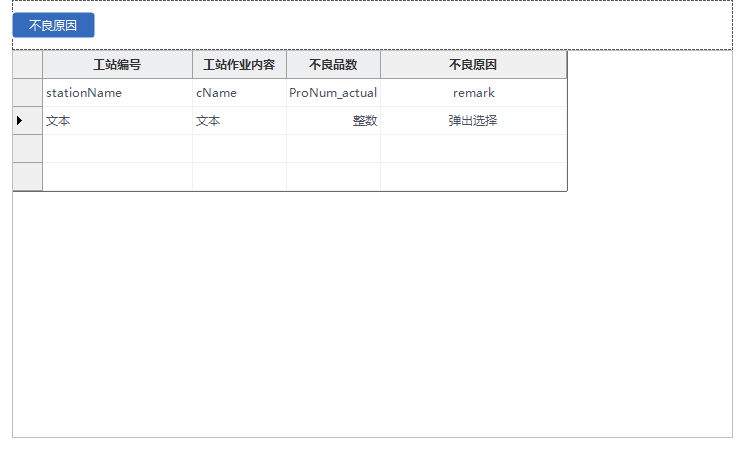 不良原因
工站编号 工站作业内容 不良品数 不良原因
stationName cName ProNum_actual remark
文本 文本 整数 弹出选择